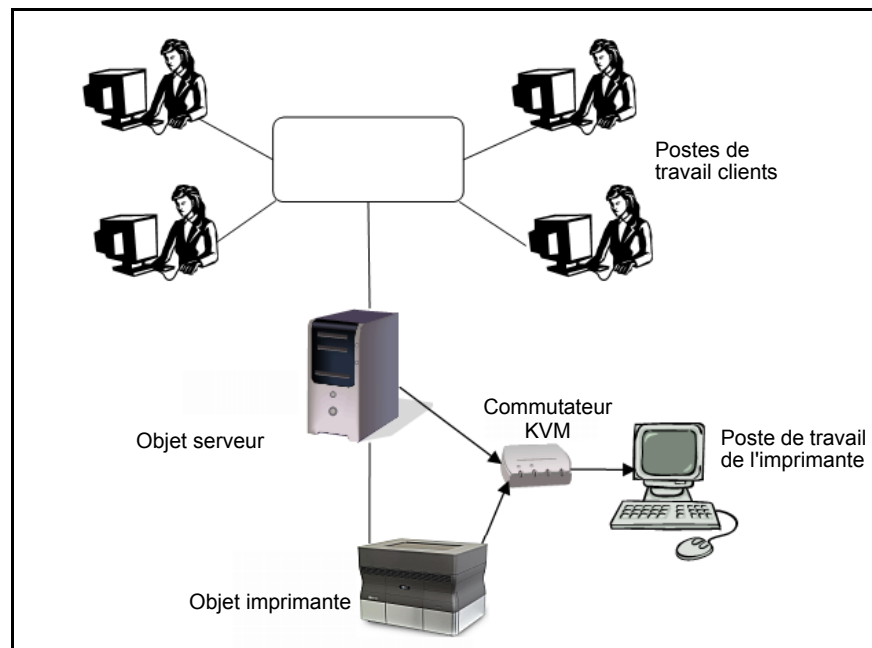 Postes de
travail clients
Commutateur
KVM
Objet serveur
Poste de travail
de l'imprimante
Objet imprimante